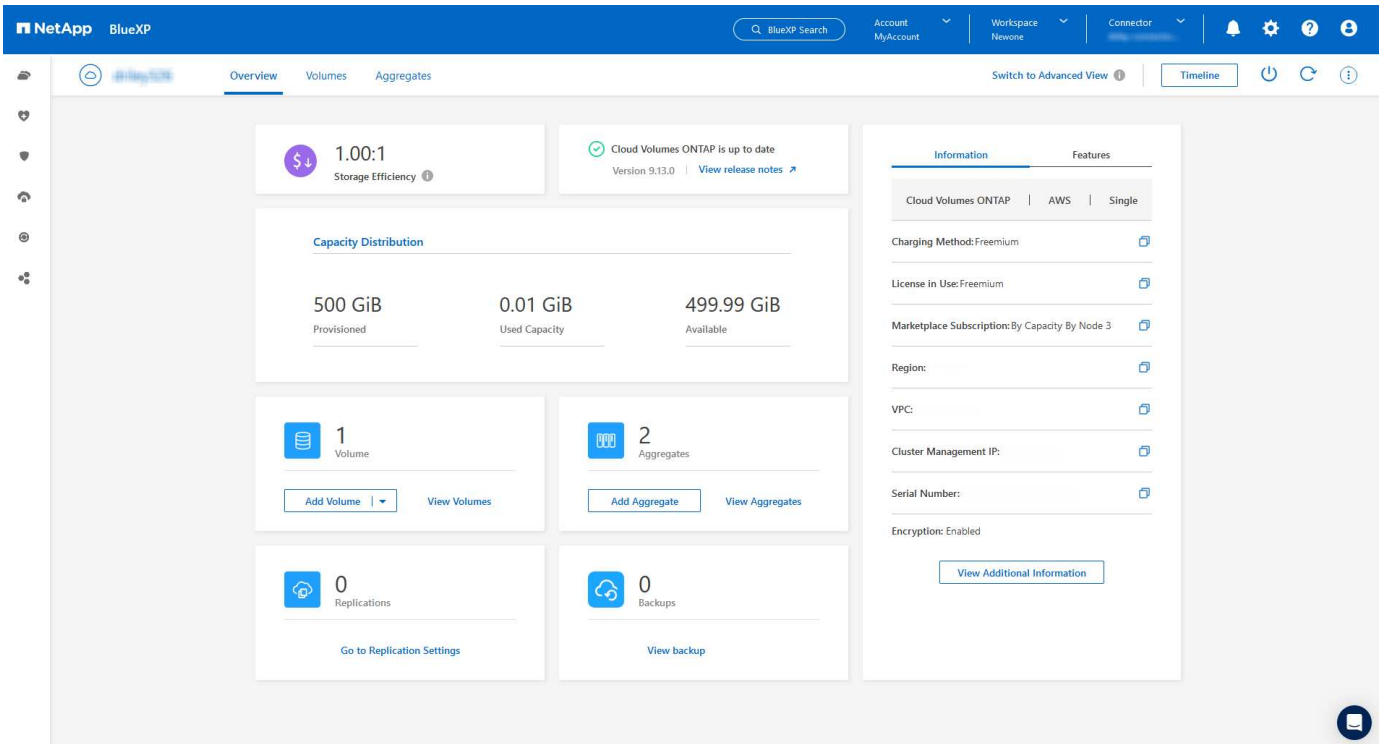 NetApp BlueXP
BlueXP Search
Account
MyAccount
Workspace
Newone
Connector
Overview Volumes Aggregates
Switch to Advanced View
Timeline
1.00:1
Storage Efficiency
Cloud Volumes ONTAP is up to date
Version 9.13.0 | View release notes
Capacity Distribution
500 GiB
Provisioned
0.01 GiB
Used Capacity
499.99 GiB
Available
1
Volume
Add Volume
View Volumes
2
Aggregates
Add Aggregate
View Aggregates
0
Replications
Go to Replication Settings
0
Backups
View backup
Information Features
Cloud Volumes ONTAP | AWS | Single
Charging Method: Freemium
License in Use: Freemium
Marketplace Subscription: By Capacity By Node 3
Region:
VPC:
Cluster Management IP:
Serial Number:
Encryption: Enabled
View Additional Information